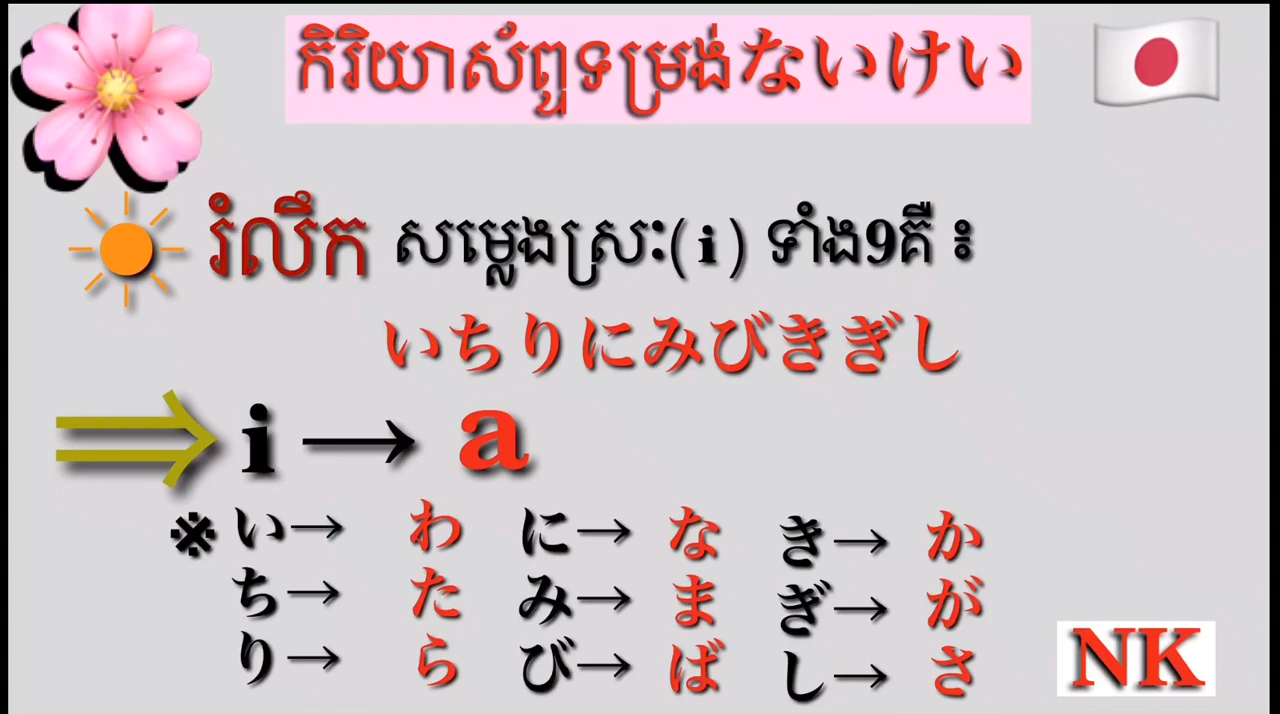 កិរិយាស័ព្ទទម្រង់ないけい
រំលឹក សម្លេងស្រះ(i) ទាំង9គឺ ៖
いちりにみびきぎし
⇒ i → a
※い→ わ に→ な き→ か
ち→ た み→ ま ぎ→ が
り→ ら び→ ば し→ さ
NK